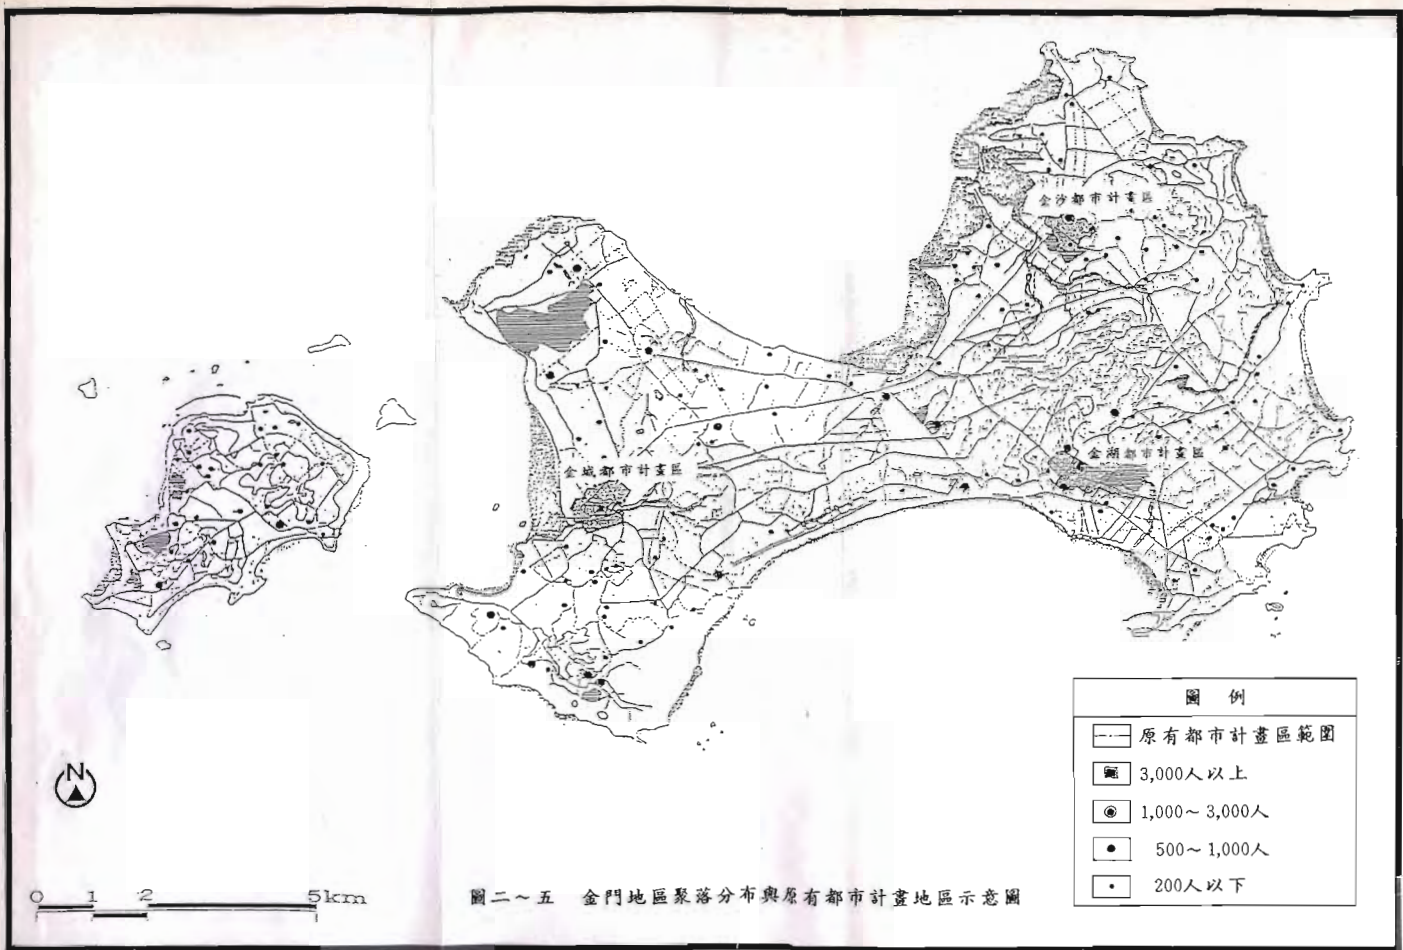 金沙都市計畫區
金城都市計畫區
金湖都市計畫區
圖例
原有都市計畫區範圍
3,000人以上
1,000～3,000人
500～1,000人
200人以下
N
0 1 2 5km
圖二～五 金門地區聚落分布與原有都市計畫地區示意圖